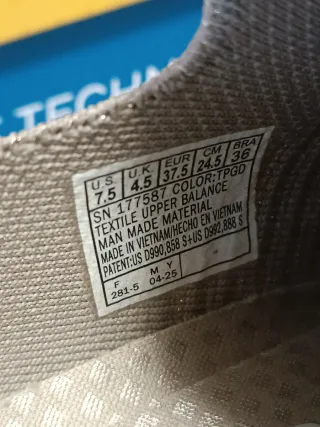 TECHN
U.S U.K EUR CM BRA
7.5 4.5 37.5 24.5 36
SN 177587 COLOR:TPGD
TEXTILE UPPER BALANCE
MAN MADE MATERIAL
MADE IN VIETNAM/HECHO EN VIETNAM
PATENT:US D990,858 S+US D992,888 S
F M Y
281-5 04-25